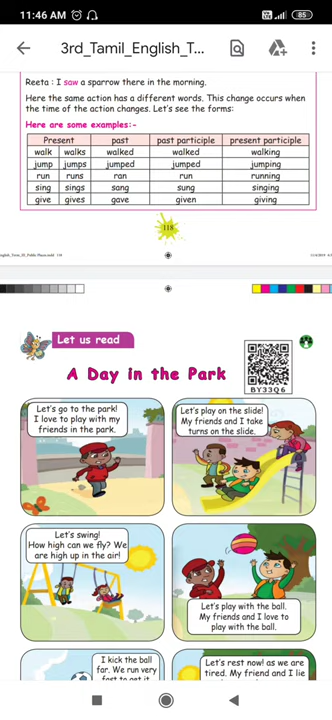 11:46 AM
85
3rd_Tamil_English_T...
Reeta : I saw a sparrow there in the morning.
Here the same action has a different words. This change occurs when
the time of the action changes. Let's see the forms:
Here are some examples:-
Present past past participle present participle
walk walks walked walked walking
jump jumps jumped jumped jumping
run runs ran run running
sing sings sang sung singing
give gives gave given giving
118
Let us read
A Day in the Park
BY33Q6
Let's go to the park!
I love to play with my
friends in the park.
Let's play on the slide!
My friends and I take
turns on the slide.
Let's swing!
How high can we fly? We
are high up in the air!
Let's play with the ball.
My friends and I love to
play with the ball.
I kick the ball
far. We run very
fast to get it
Let's rest now! as we are
tired. My friend and I lie